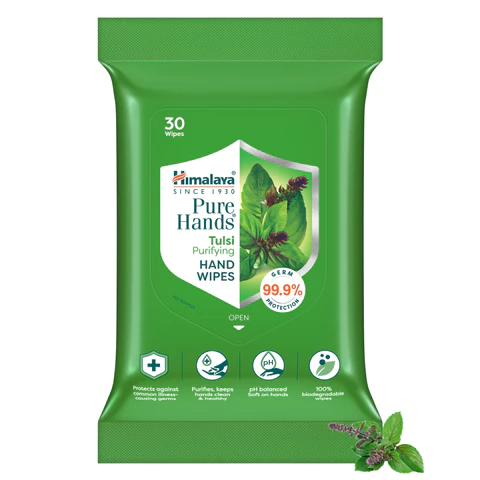 30
Wipes
Himalaya
SINCE 1930
Pure
Hands®
Tulsi
Purifying
HAND
WIPES
GERM
99.9%
PROTECTION
OPEN
Protects against
common illness-
causing germs
Purifies, keeps
hands clean
& healthy
pH
pH balanced
Soft on hands
100%
biodegradable
wipes